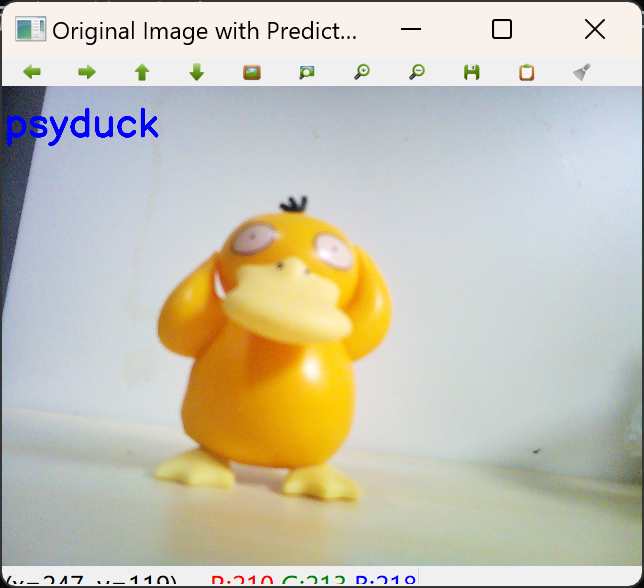 Original Image with Predict...
psyduck
(x=247, y=119) R:210 G:213 B:218